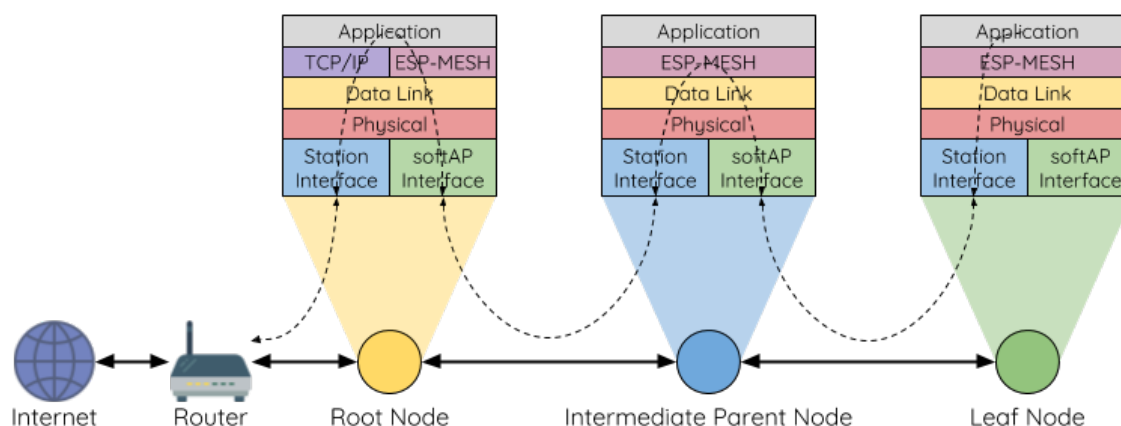 Application
TCP/IP ESP-MESH
Data Link
Physical
Station
Interface
softAP
Interface
Application
ESP-MESH
Data Link
Physical
Station
Interface
softAP
Interface
Application
ESP-MESH
Data Link
Physical
Station
Interface
softAP
Interface
Internet
Router
Root Node
Intermediate Parent Node
Leaf Node